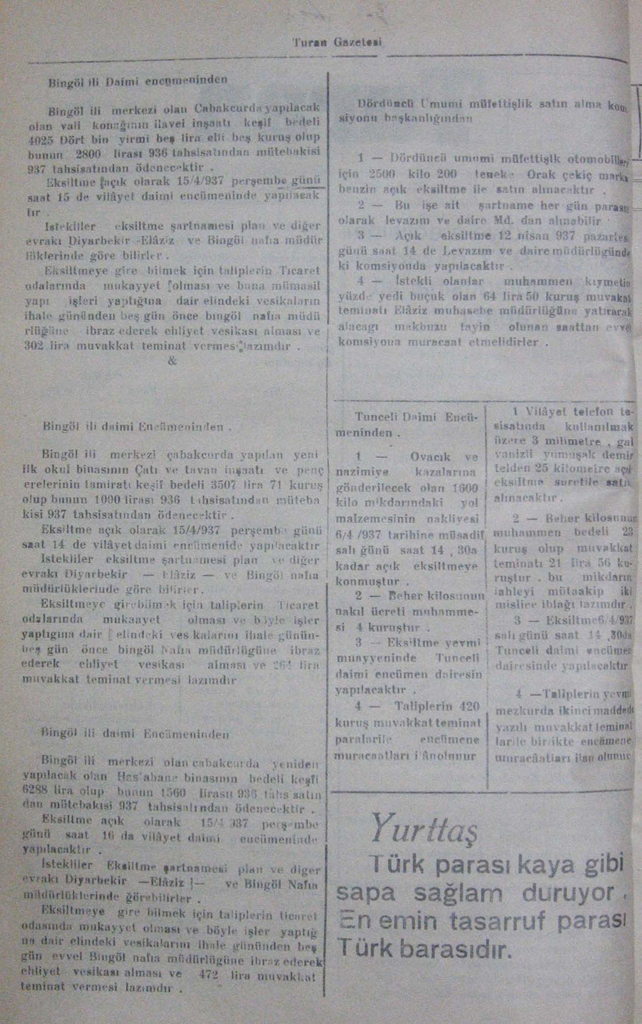 Turan Gazetesi
Bingöl ili Daimi encümeninden
Bingöl ili merkezi olan Cabakcurda yapılacak
olan vali konağının ilavei inşaatı keşif bedeli
4025 Dört bin yirmi beş lira elli beş kuruş olup
bunun 2800 lirası 936 tahsisatından mütebakisi
937 tahsisatından ödenecektir .
Eksiltme açık olarak 15/4/937 perşembe günü
saat 15 de vilâyet daimi encümeninde yapılacak
tır .
İstekliler eksiltme şartnamesi plan ve diğer
evrakı Diyarbekir Elâziz ve Bingöl nafıa müdür
lüklerinde göre bilirler .
Eksiltmeye gire bilmek için taliplerin Ticaret
odalarında mukayyet olması ve buna mümasil
yapı işleri yaptığına dair elindeki vesikaların
ihale gününden beş gün önce bingöl nafıa müdü
rlüğüne ibraz ederek ehliyet vesikası alması ve
302 lira muvakkat teminat vermesi lazımdır .
&
Bingöl ili daimi Encümeninden .
Bingöl ili merkezi çabakcurda yapılan yeni
ilk okul binasının Çatı ve tavan inşaatı ve penç
erelerinin tamiratı keşif bedeli 3507 lira 71 kuruş
olup bunun 1000 lirası 936 tahsisatından müteba
kisi 937 tahsisatından ödenecektir .
Eksiltme açık olarak 15/4/937 perşembe günü
saat 14 de vilâyet daimi encümenide yapılacaktır
İstekliler eksiltme şartnamesi plan ve diğer
evrakı Diyarbekir — Elâziz — ve Bingöl nafıa
müdürlüklerinde göre bilirler .
Eksiltmeye girebilmek için taliplerin Ticaret
odalarında mukayyet olması ve böyle işler
yaptığına dair elindeki vesikalarını ihale günün-
beş gün önce bingöl Nafıa müdürlüğüne ibraz
ederek ehliyet vesikası alması ve 264 lira
muvakkat teminat vermesi lazımdır
Bingöl ili daimi Encümeninden
Bingöl ili merkezi olan cabakcurda yeniden
yapılacak olan Hastahane binasının bedeli keşfi
6288 lira olup bunun 1560 lirası 936 tahsisatın
dan mütebakisi 937 tahsisatından ödenecektir .
Eksiltme açık olarak 15/4 937 perşembe
günü saat 16 da vilâyet daimi encümeninde
yapılacaktır .
İstekliler Eksiltme şartnamesi plan ve diğer
evrakı Diyarbekir —Elâziz — ve Bingöl Nafıa
müdürlüklerinde görebilirler .
Eksiltmeye gire bilmek için taliplerin ticaret
odasında mukayyet olması ve böyle işler yaptığ
na dair elindeki vesikalarını ihale gününden beş
gün evvel Bingöl nafıa müdürlüğüne ibraz ederek
ehliyet vesikası alması ve 472 lira muvakkat
teminat vermesi lazımdır .
Dördüncü Umumi müfettişlik satın alma kom
siyonu başkanlığından
1 — Dördüncü umumi müfettişlik otomobilleri
için 2500 kilo 200 teneke Orak çekiç marka
benzin açık eksiltme ile satın alınacaktır .
2 — Bu işe ait şartname her gün parası
olarak levazım ve daire Md. dan alınabilir
3 — Açık eksiltme 12 nisan 937 pazartes
günü saat 14 de Levazım ve daire müdürlüğünde
ki komisyonda yapılacaktır .
4 — İstekli olanlar muhammen kıymetin
yüzde yedi buçuk olan 64 lira 50 kuruş muvakat
teminatı Elâziz muhasebe müdürlüğüne yatırarak
alacağı makbuzu tayin olunan saattan evve
komsiyona muracaat etmelidirler .
Tunceli Daimi Encü-
meninden .
1 — Ovacık ve
nazimiye kazalarına
gönderilecek olan 1600
kilo mikdarındaki yol
malzemesinin nakliyesi
6/4 /937 tarihine müsadif
salı günü saat 14 , 30a
kadar açık eksiltmeye
konmuştur .
2 — Beher kilosunun
nakıl ücreti muhamme-
si 4 kuruştur .
3 — Eksiltme yevmi
muayyeninde Tunceli
daimi encümen dairesin
yapılacaktır .
4 — Taliplerin 420
kuruş muvakkat teminat
paralarile encümene
muracaatları ilânolunur
1 Vilâyet telefon te-
sisatında kullanılmak
üzere 3 milimetre , gal
vanizli yumuşak demir
telden 25 kilometre açı
eksiltme suretile satın
alınacaktır .
2 — Beher kilosunun
muhammen bedeli 23
kuruş olup muvakkat
teminatı 21 lira 56 ku-
ruştur . bu mikdarın
lableyi mütaakip iki
mislice iblağı lazımdır .
3 — Eksiltme6/4/937
salı günü saat 14 ,30da
Tunceli daimi encümen
dairesinde yapılacaktır
4 —Taliplerin yevmi
mezkurda ikinci maddede
yazılı muvakkat teminat
larile birlikte encümene
muracâatları ilan olunur
Yurttaş
Türk parası kaya gibi
sapa sağlam duruyor .
En emin tasarruf parası
Türk barasıdır.